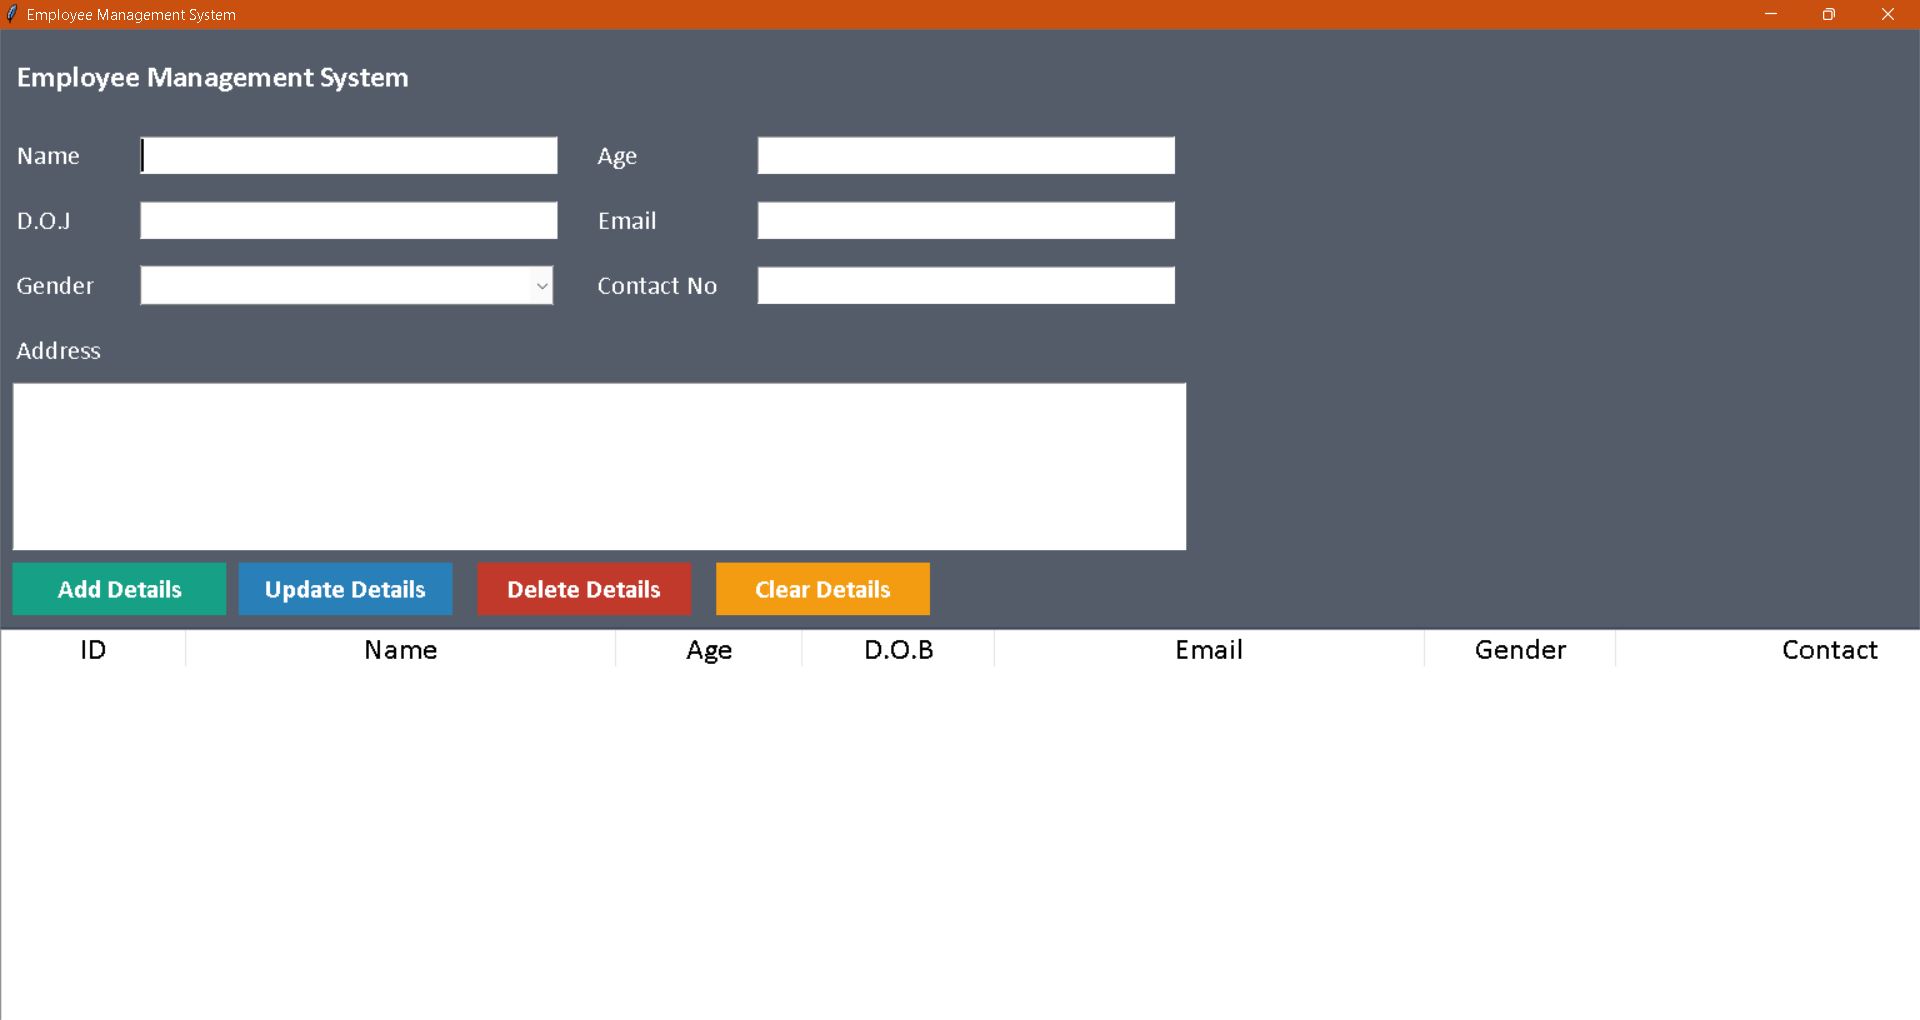 Employee Management System
Employee Management System
Name Age
D.O.J Email
Gender Contact No
Address
Add Details Update Details Delete Details Clear Details
ID Name Age D.O.B Email Gender Contact